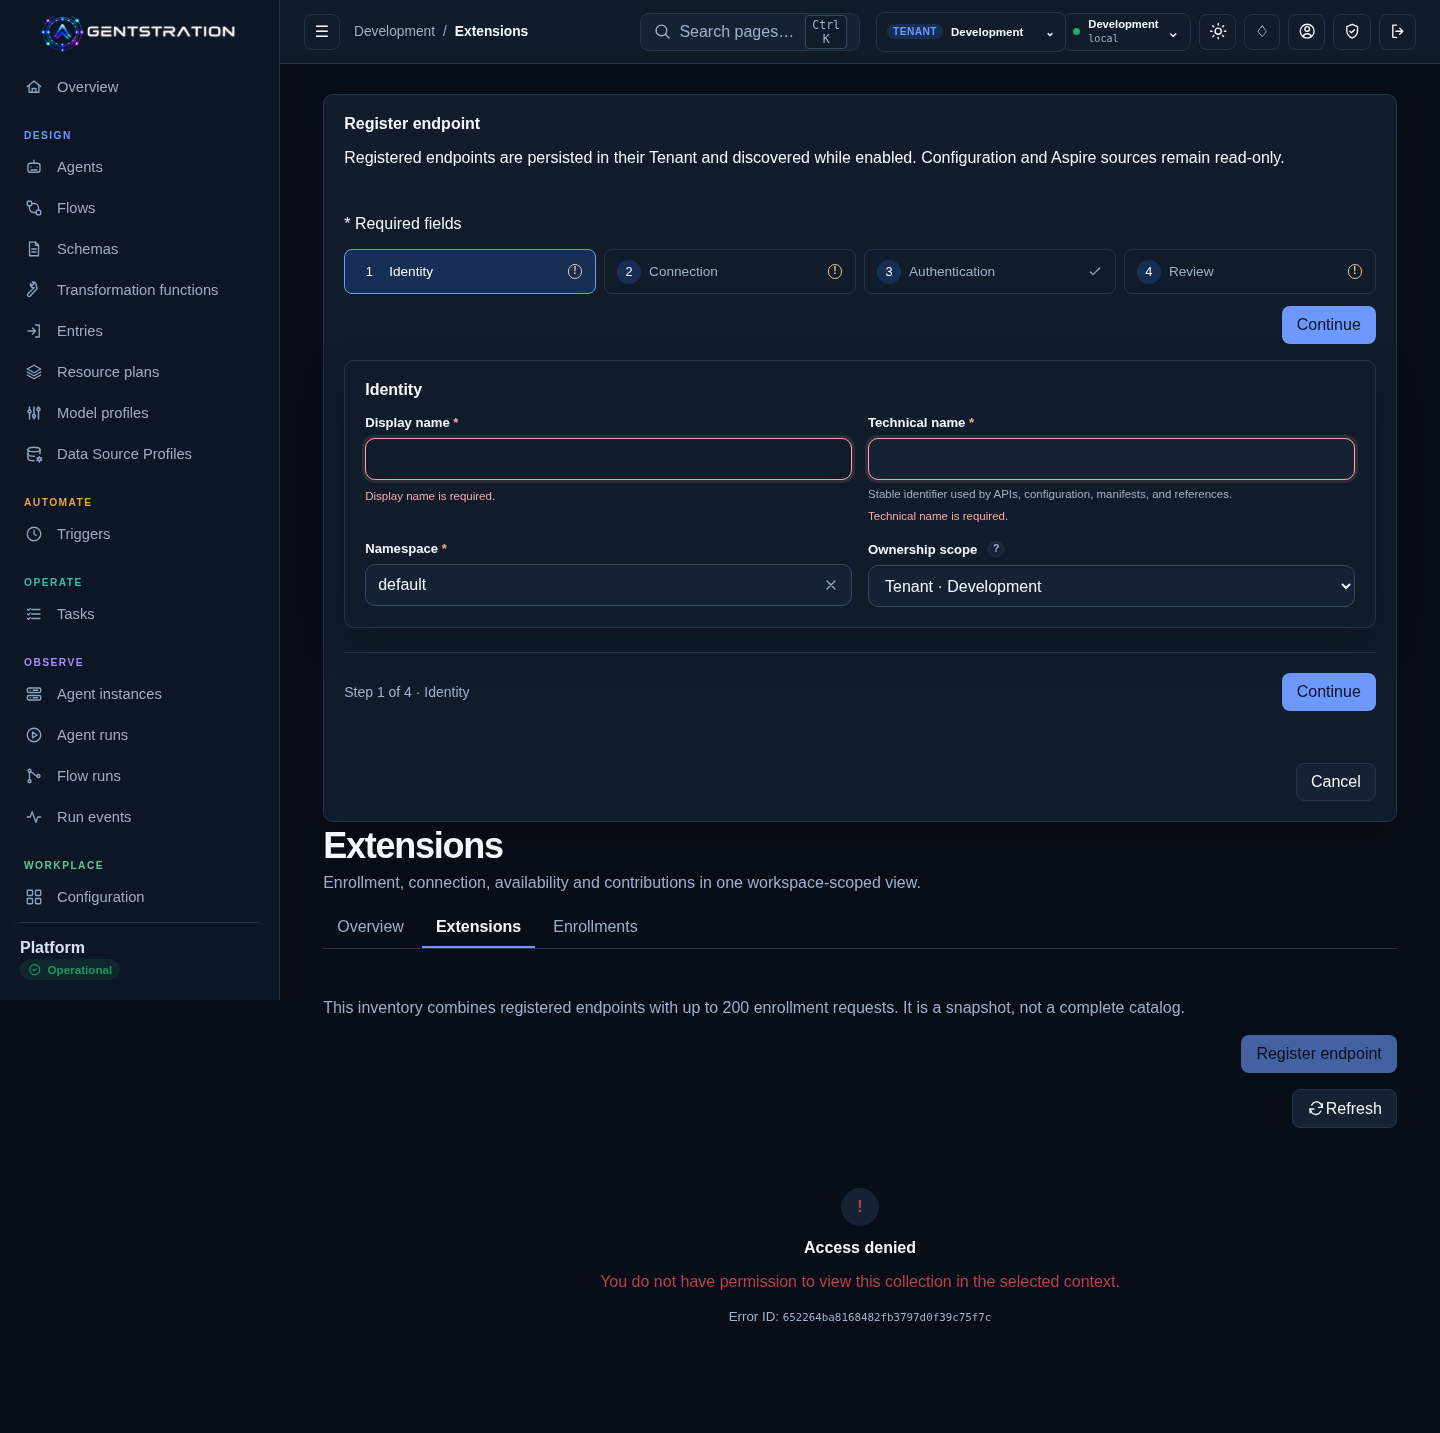 GENTSTRATION
Overview
DESIGN
Agents
Flows
Schemas
Transformation functions
Entries
Resource plans
Model profiles
Data Source Profiles
AUTOMATE
Triggers
OPERATE
Tasks
OBSERVE
Agent instances
Agent runs
Flow runs
Run events
WORKPLACE
Configuration
Platform
Operational
Development / Extensions
Search pages…
Ctrl K
TENANT Development
Development
local
Register endpoint
Registered endpoints are persisted in their Tenant and discovered while enabled. Configuration and Aspire sources remain read-only.
* Required fields
1 Identity
2 Connection
3 Authentication
4 Review
Continue
Identity
Display name *
Display name is required.
Technical name *
Stable identifier used by APIs, configuration, manifests, and references.
Technical name is required.
Namespace *
default
Ownership scope ?
Tenant · Development
Step 1 of 4 · Identity
Continue
Cancel
Extensions
Enrollment, connection, availability and contributions in one workspace-scoped view.
Overview Extensions Enrollments
This inventory combines registered endpoints with up to 200 enrollment requests. It is a snapshot, not a complete catalog.
Register endpoint
Refresh
!
Access denied
You do not have permission to view this collection in the selected context.
Error ID: 652264ba8168482fb3797d0f39c75f7c